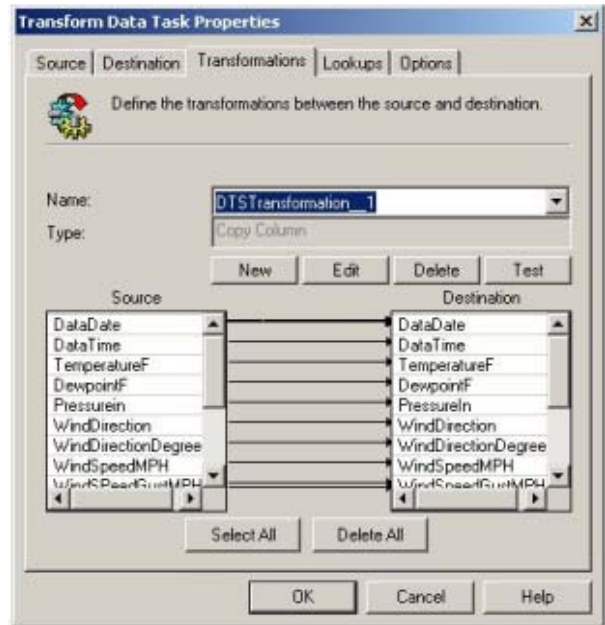 Transform Data Task Properties
Source Destination Transformations Lookups Options
Define the transformations between the source and destination.
Name: DTSTransformation__1
Type: Copy Column
New Edit Delete Test
Source Destination
DataDate DataDate
DataTime DataTime
TemperatureF TemperatureF
DewpointF DewpointF
Pressurein PressureIn
WindDirection WindDirection
WindDirectionDegree WindDirectionDegree
WindSpeedMPH WindSpeedMPH
WindSPeedGustMPH WindSpeedGustMPH
Select All Delete All
OK Cancel Help